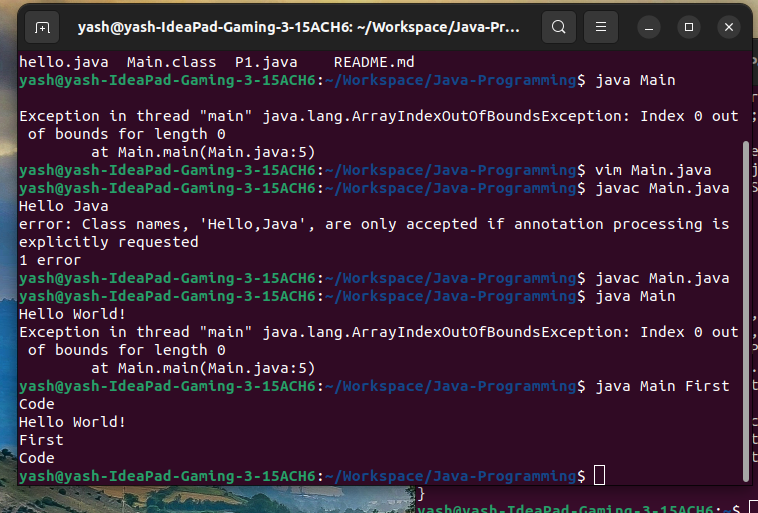 yash@yash-IdeaPad-Gaming-3-15ACH6: ~/Workspace/Java-Pr...
hello.java  Main.class  P1.java    README.md
yash@yash-IdeaPad-Gaming-3-15ACH6:~/Workspace/Java-Programming$ java Main
Exception in thread "main" java.lang.ArrayIndexOutOfBoundsException: Index 0 out
 of bounds for length 0
        at Main.main(Main.java:5)
yash@yash-IdeaPad-Gaming-3-15ACH6:~/Workspace/Java-Programming$ vim Main.java
yash@yash-IdeaPad-Gaming-3-15ACH6:~/Workspace/Java-Programming$ javac Main.java
Hello Java
error: Class names, 'Hello,Java', are only accepted if annotation processing is
explicitly requested
1 error
yash@yash-IdeaPad-Gaming-3-15ACH6:~/Workspace/Java-Programming$ javac Main.java
yash@yash-IdeaPad-Gaming-3-15ACH6:~/Workspace/Java-Programming$ java Main
Hello World!
Exception in thread "main" java.lang.ArrayIndexOutOfBoundsException: Index 0 out
 of bounds for length 0
        at Main.main(Main.java:5)
yash@yash-IdeaPad-Gaming-3-15ACH6:~/Workspace/Java-Programming$ java Main First
Code
Hello World!
First
Code
yash@yash-IdeaPad-Gaming-3-15ACH6:~/Workspace/Java-Programming$
}
yash@yash-IdeaPad-Gaming-3-15ACH6:~$